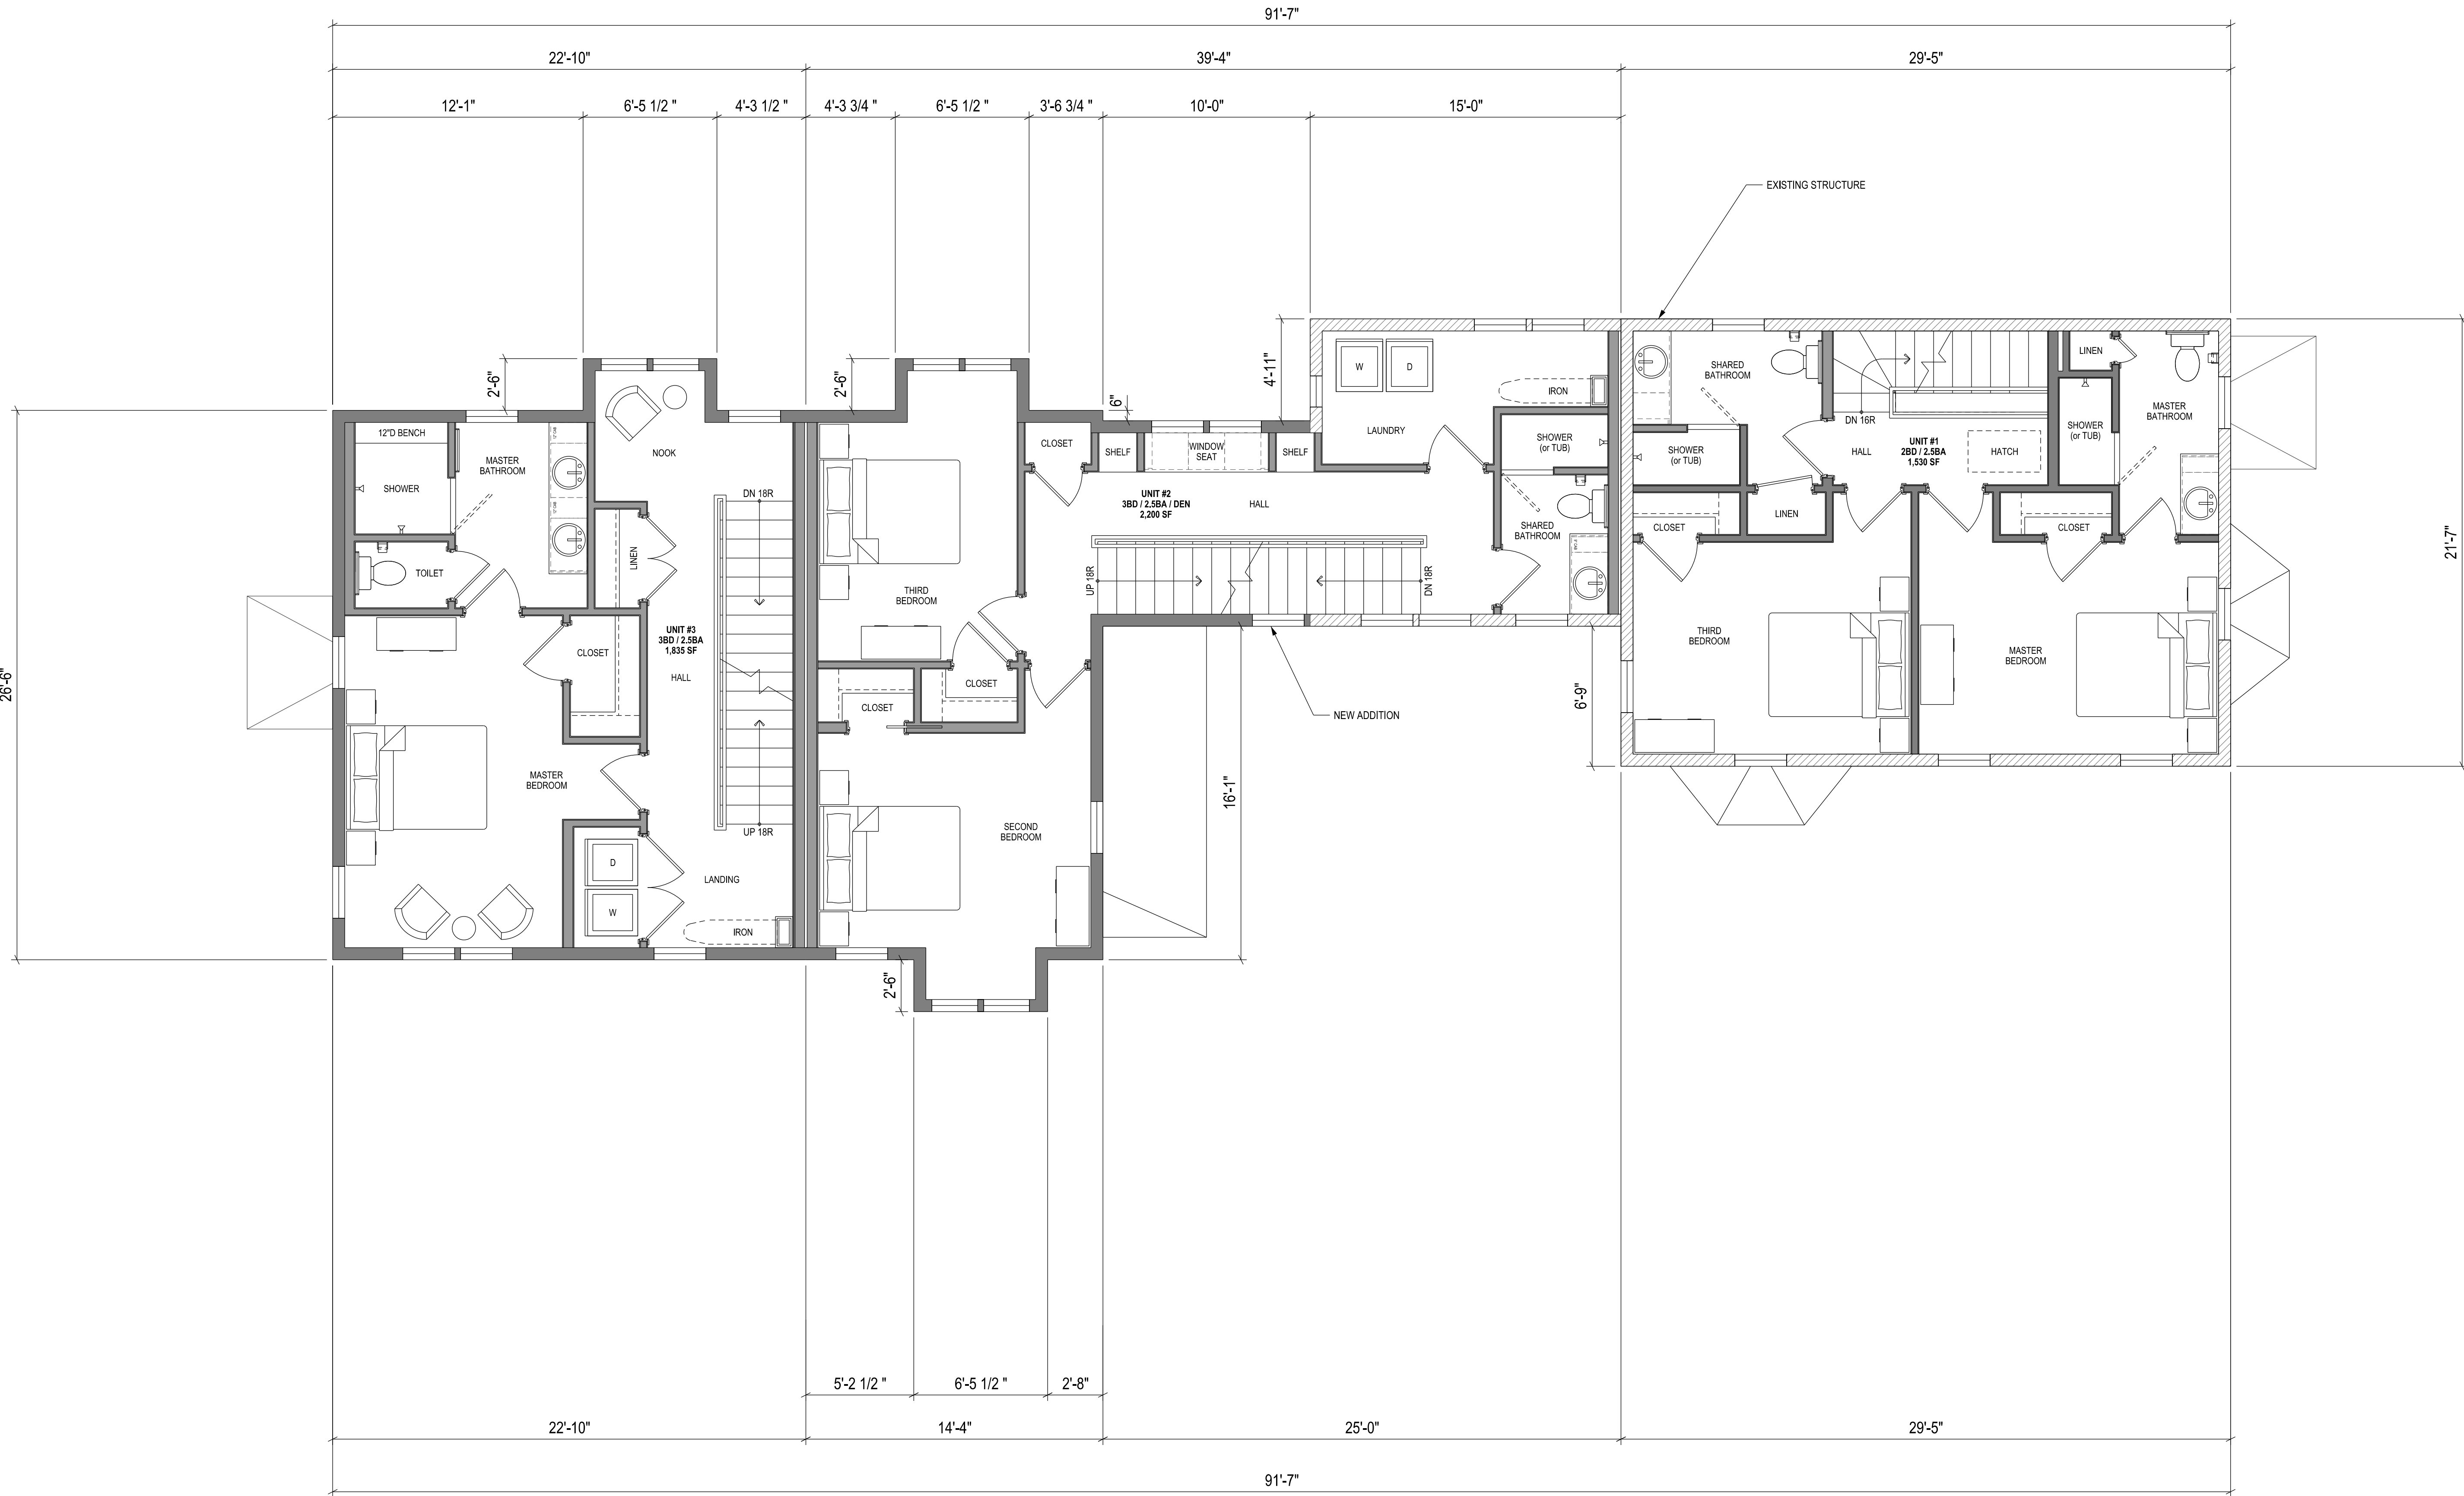 91'-7"
22'-10"
39'-4"
29'-5"
12'-1"
6'-5 1/2 "
4'-3 1/2 "
4'-3 3/4 "
6'-5 1/2 "
3'-6 3/4 "
10'-0"
15'-0"
EXISTING STRUCTURE
2'-6"
2'-6"
6"
4'-11"
26'-6"
21'-7"
12"D BENCH
MASTER
BATHROOM
12" CAB
12" CAB
SHOWER
TOILET
NOOK
LINEN
DN 18R
CLOSET
UNIT #3
3BD / 2.5BA
1,835 SF
HALL
MASTER
BEDROOM
UP 18R
D
W
LANDING
IRON
THIRD
BEDROOM
CLOSET
CLOSET
CLOSET
SHELF
WINDOW
SEAT
SHELF
UNIT #2
3BD / 2.5BA / DEN
2,200 SF
HALL
UP 18R
DN 18R
SECOND
BEDROOM
2'-6"
16'-1"
NEW ADDITION
W
D
IRON
LAUNDRY
SHOWER
(or TUB)
SHARED
BATHROOM
6'-9"
SHARED
BATHROOM
SHOWER
(or TUB)
DN 16R
HALL
UNIT #1
2BD / 2.5BA
1,530 SF
HATCH
LINEN
SHOWER
(or TUB)
MASTER
BATHROOM
CLOSET
LINEN
CLOSET
THIRD
BEDROOM
MASTER
BEDROOM
5'-2 1/2 "
6'-5 1/2 "
2'-8"
22'-10"
14'-4"
25'-0"
29'-5"
91'-7"